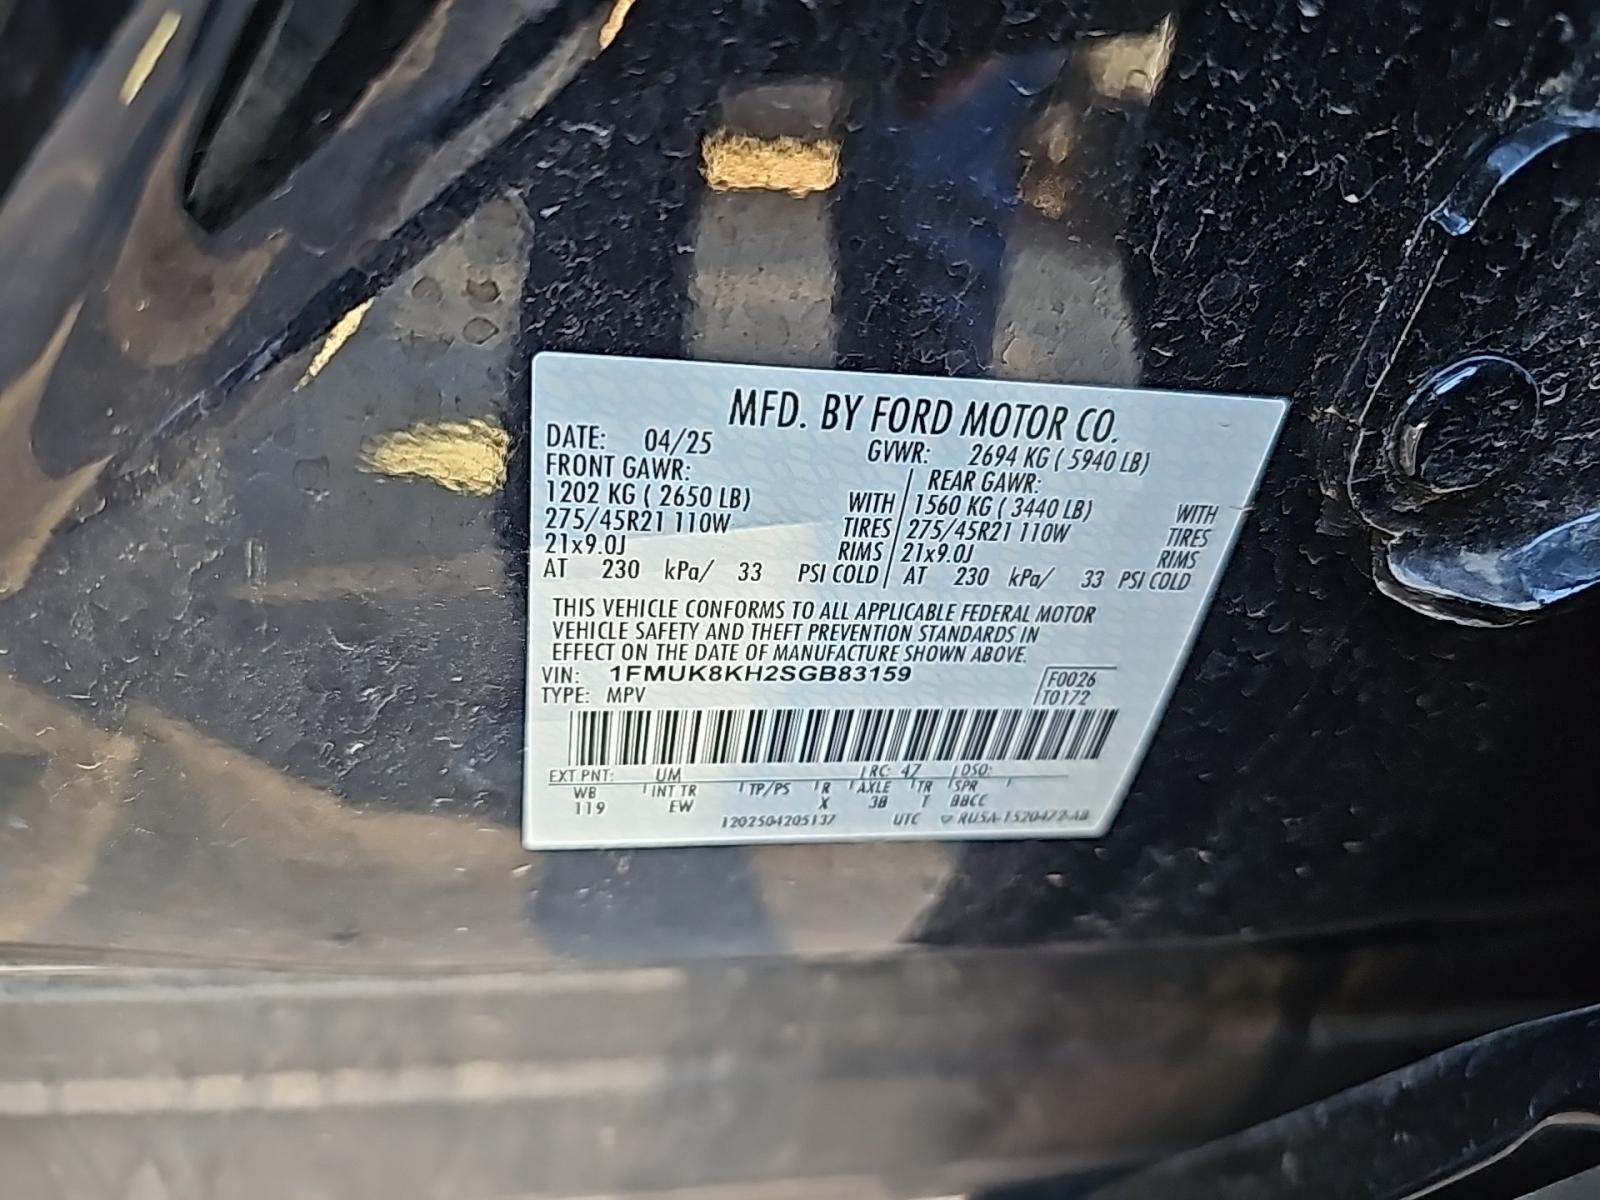 MFD. BY FORD MOTOR CO.
DATE: 04/25 GVWR: 2694 KG ( 5940 LB)
FRONT GAWR: REAR GAWR:
1202 KG ( 2650 LB) WITH 1560 KG ( 3440 LB) WITH
275/45R21 110W TIRES 275/45R21 110W TIRES
21x9.0J RIMS 21x9.0J RIMS
AT 230 kPa/ 33 PSI COLD AT 230 kPa/ 33 PSI COLD
THIS VEHICLE CONFORMS TO ALL APPLICABLE FEDERAL MOTOR
VEHICLE SAFETY AND THEFT PREVENTION STANDARDS IN
EFFECT ON THE DATE OF MANUFACTURE SHOWN ABOVE.
VIN: 1FMUK8KH2SGB83159 F0026
TYPE: MPV T0172
EXT PNT: UM RC: 47 DSO:
WB INT TR TP/PS R AXLE TR SPR
119 EW X 3B T BBCC
1202504205137 UTC